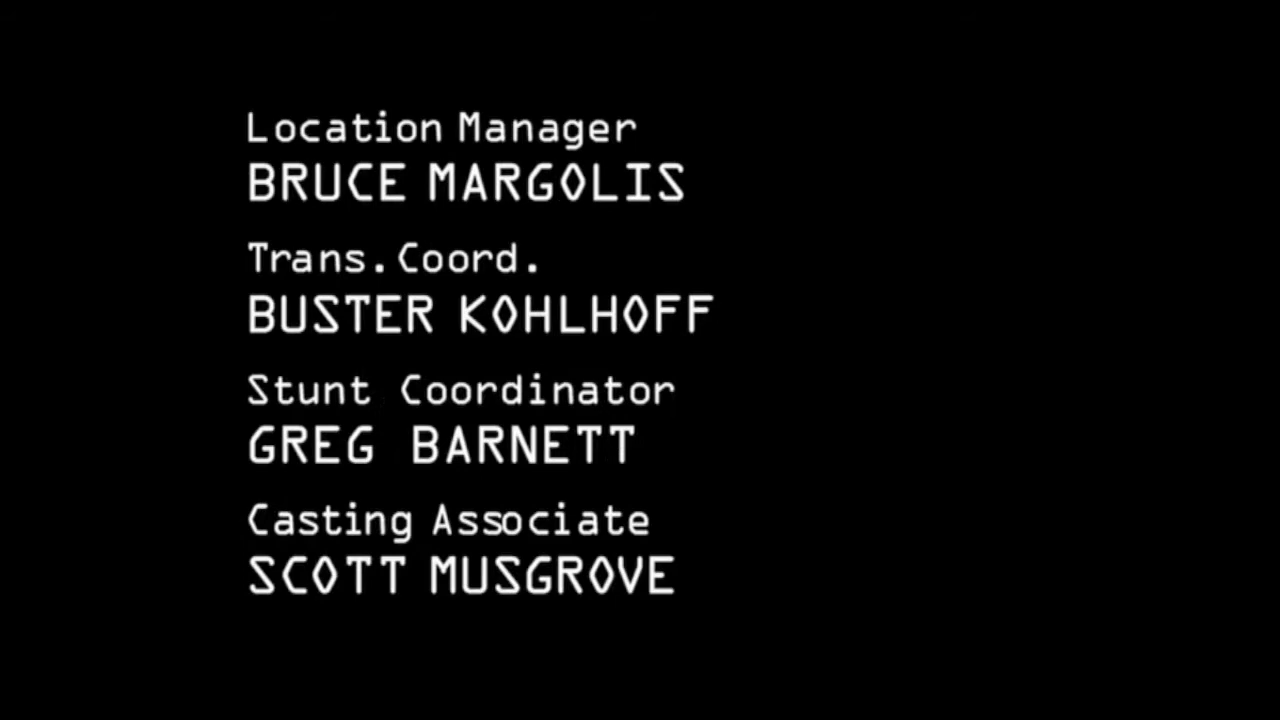 Location Manager
BRUCE MARGOLIS
Trans.Coord.
BUSTER KOHLHOFF
Stunt Coordinator
GREG BARNETT
Casting Associate
SCOTT MUSGROVE